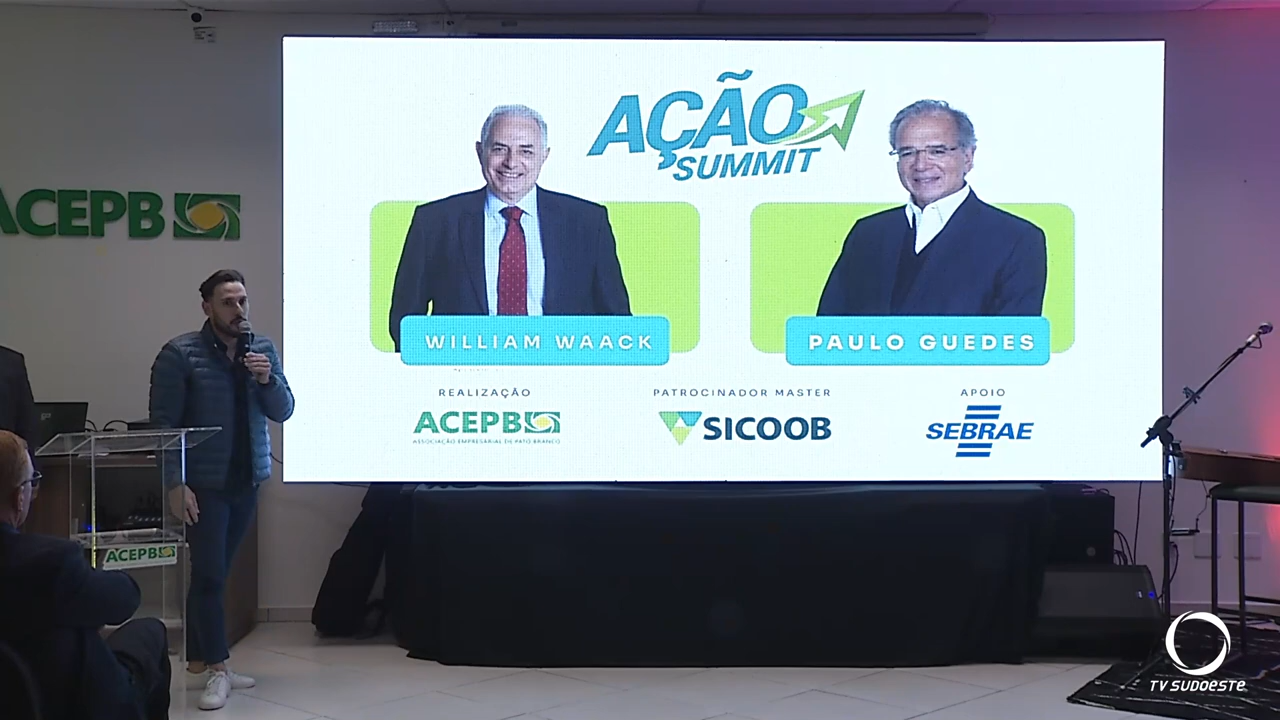 AÇÃO
SUMMIT
ACEPB
WILLIAM WAACK
PAULO GUEDES
REALIZAÇÃO
PATROCINADOR MASTER
APOIO
ACEPB
ASSOCIAÇÃO EMPRESARIAL DE PATO BRANCO
SICOOB
SEBRAE
ACEPB
TV SUDOESTE